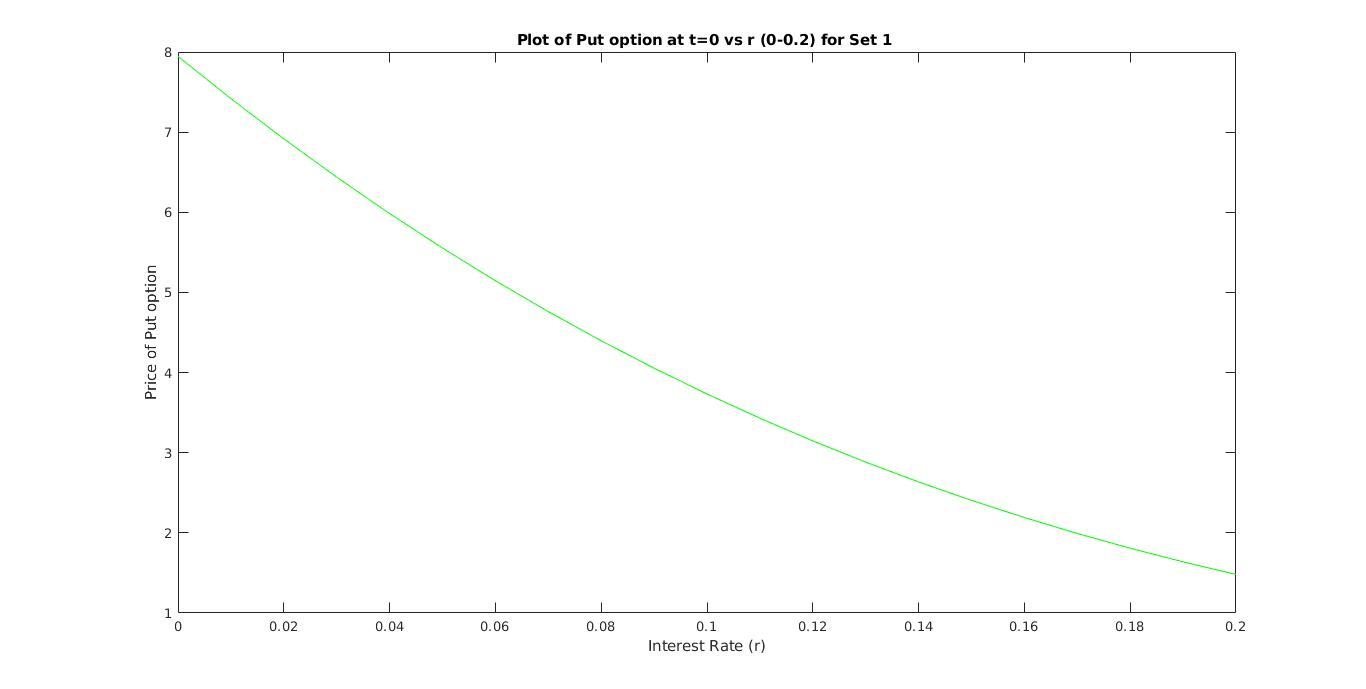 Plot of Put option at t=0 vs r (0-0.2) for Set 1
8
7
6
5
4
3
2
1
Price of Put option
0 0.02 0.04 0.06 0.08 0.1 0.12 0.14 0.16 0.18 0.2
Interest Rate (r)